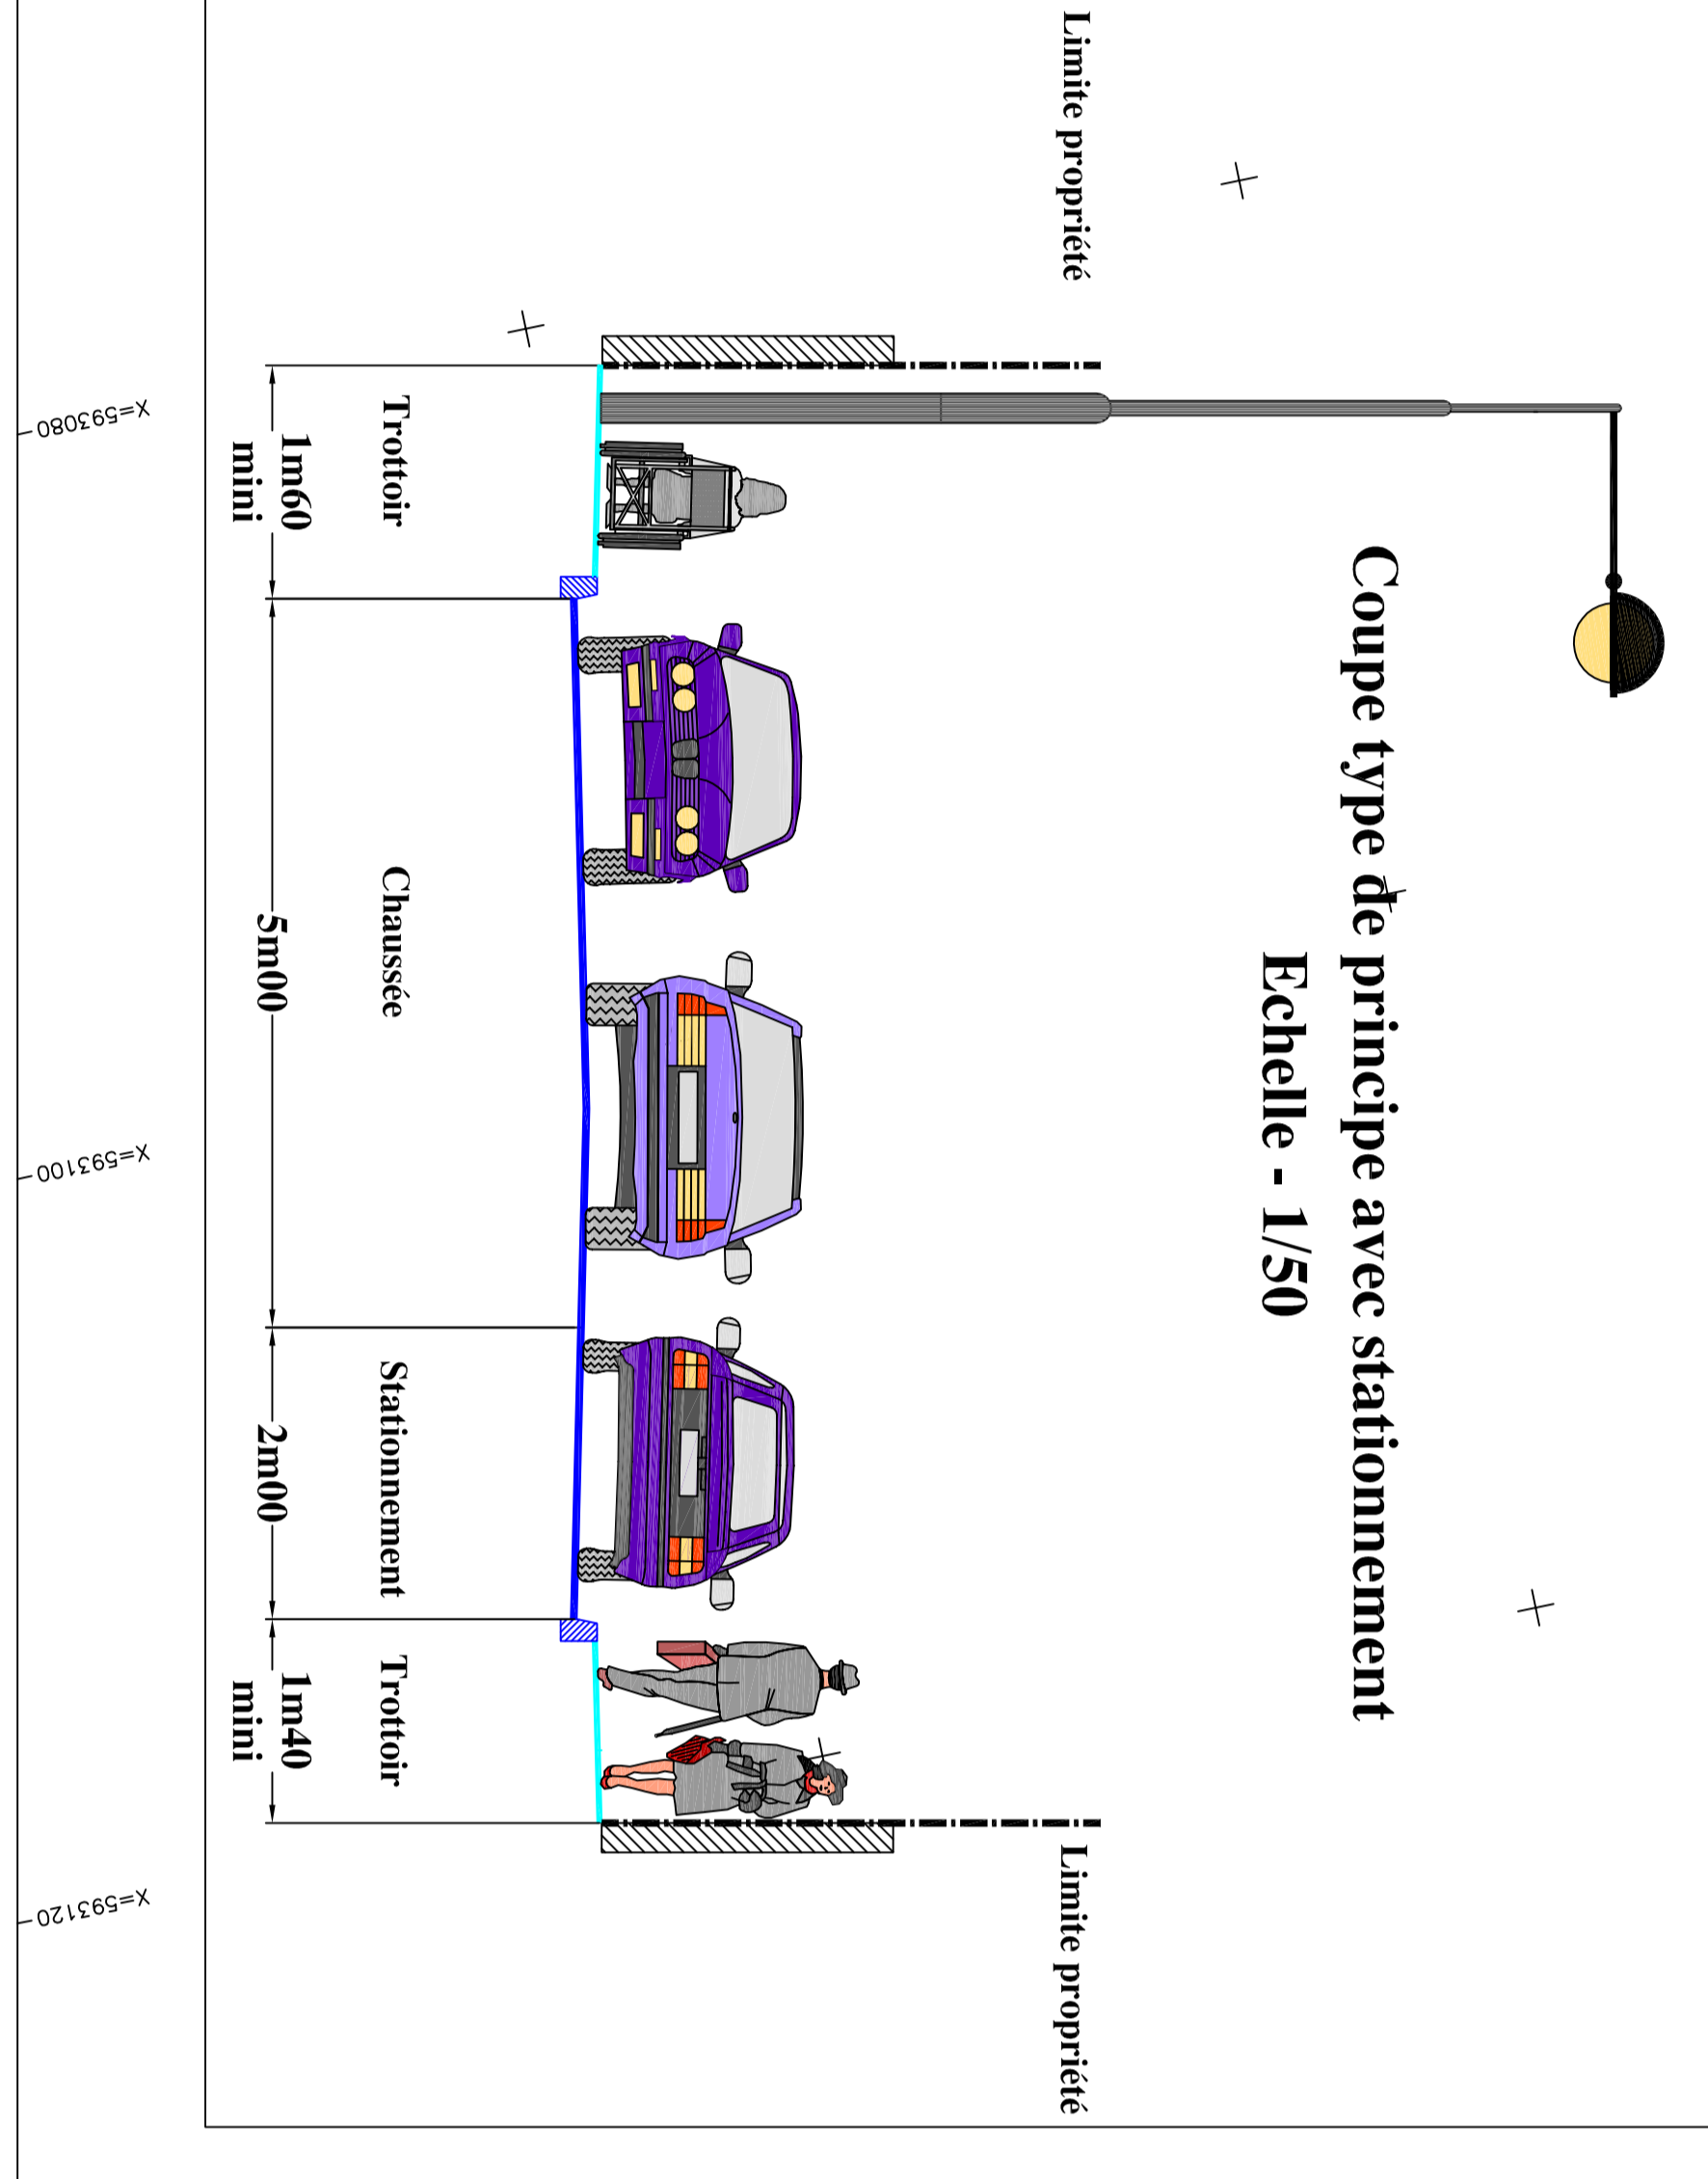 Coupe type de principe avec stationnement
Echelle - 1/50
Limite propriété
Limite propriété
Trottoir
Chaussée
Stationnement
Trottoir
1m60
mini
5m00
2m00
1m40
mini
X=593080
X=593100
X=593120